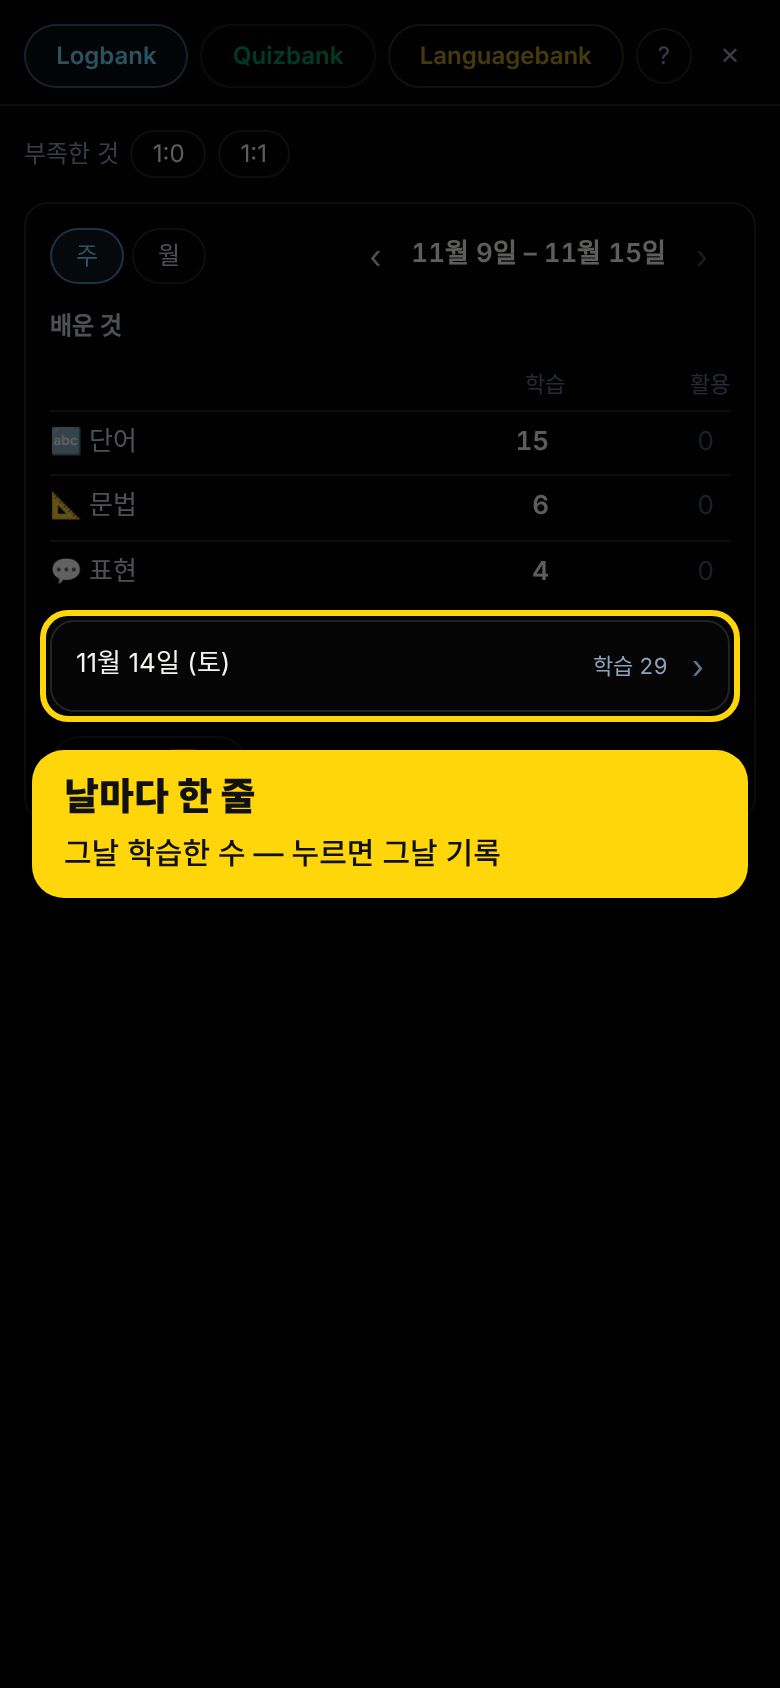 Logbank Quizbank Languagebank ? ×
부족한 것 1:0 1:1
주 월 ‹ 11월 9일 – 11월 15일 ›
배운 것
학습 활용
abc 단어 15 0
문법 6 0
표현 4 0
11월 14일 (토) 학습 29 ›
날마다 한 줄
그날 학습한 수 — 누르면 그날 기록